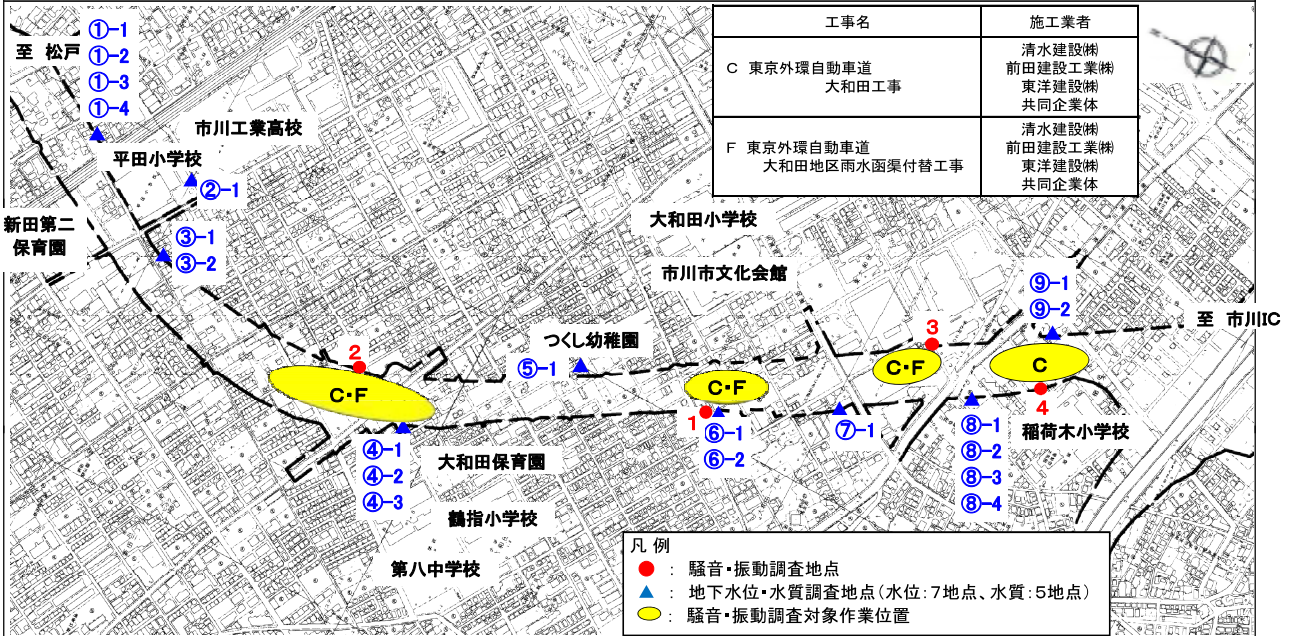 ①-1
①-2
①-3
①-4
至 松戸
市川工業高校
平田小学校
②-1
新田第二
保育園
③-1
③-2
工事名
施工業者
C 東京外環自動車道
大和田工事
清水建設㈱
前田建設工業㈱
東洋建設㈱
共同企業体
F 東京外環自動車道
大和田地区雨水函渠付替工事
清水建設㈱
前田建設工業㈱
東洋建設㈱
共同企業体
大和田小学校
市川市文化会館
⑨-1
⑨-2
至 市川IC
つくし幼稚園
⑤-1
2
C・F
C・F
3
C・F
C
1
⑥-1
⑥-2
⑦-1
4
稲荷木小学校
⑧-1
⑧-2
⑧-3
⑧-4
④-1
④-2
④-3
大和田保育園
鶴指小学校
第八中学校
凡 例
： 騒音・振動調査地点
： 地下水位・水質調査地点（水位：7地点、水質：5地点）
： 騒音・振動調査対象作業位置